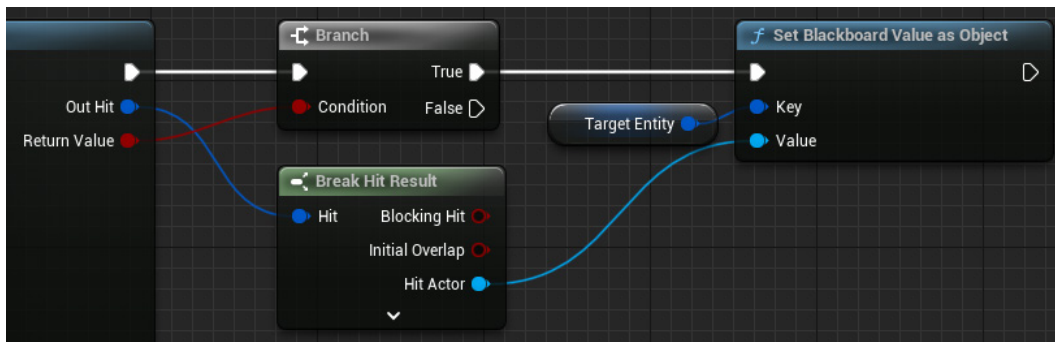 Out Hit
Return Value
Branch
True
Condition
False
Break Hit Result
Hit
Blocking Hit
Initial Overlap
Hit Actor
Target Entity
f Set Blackboard Value as Object
Key
Value